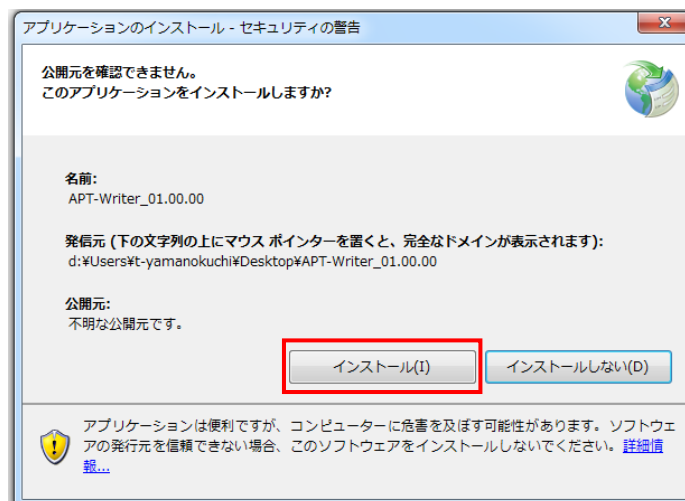 アプリケーションのインストール - セキュリティの警告
公開元を確認できません。
このアプリケーションをインストールしますか?
名前:
APT-Writer_01.00.00
発信元 (下の文字列の上にマウス ポインターを置くと、完全なドメインが表示されます):
d:¥Users¥t-yamanokuchi¥Desktop¥APT-Writer_01.00.00
公開元:
不明な公開元です。
インストール(I) インストールしない(D)
アプリケーションは便利ですが、コンピューターに危害を及ぼす可能性があります。ソフトウェ
アの発行元を信頼できない場合、このソフトウェアをインストールしないでください。詳細情
報...